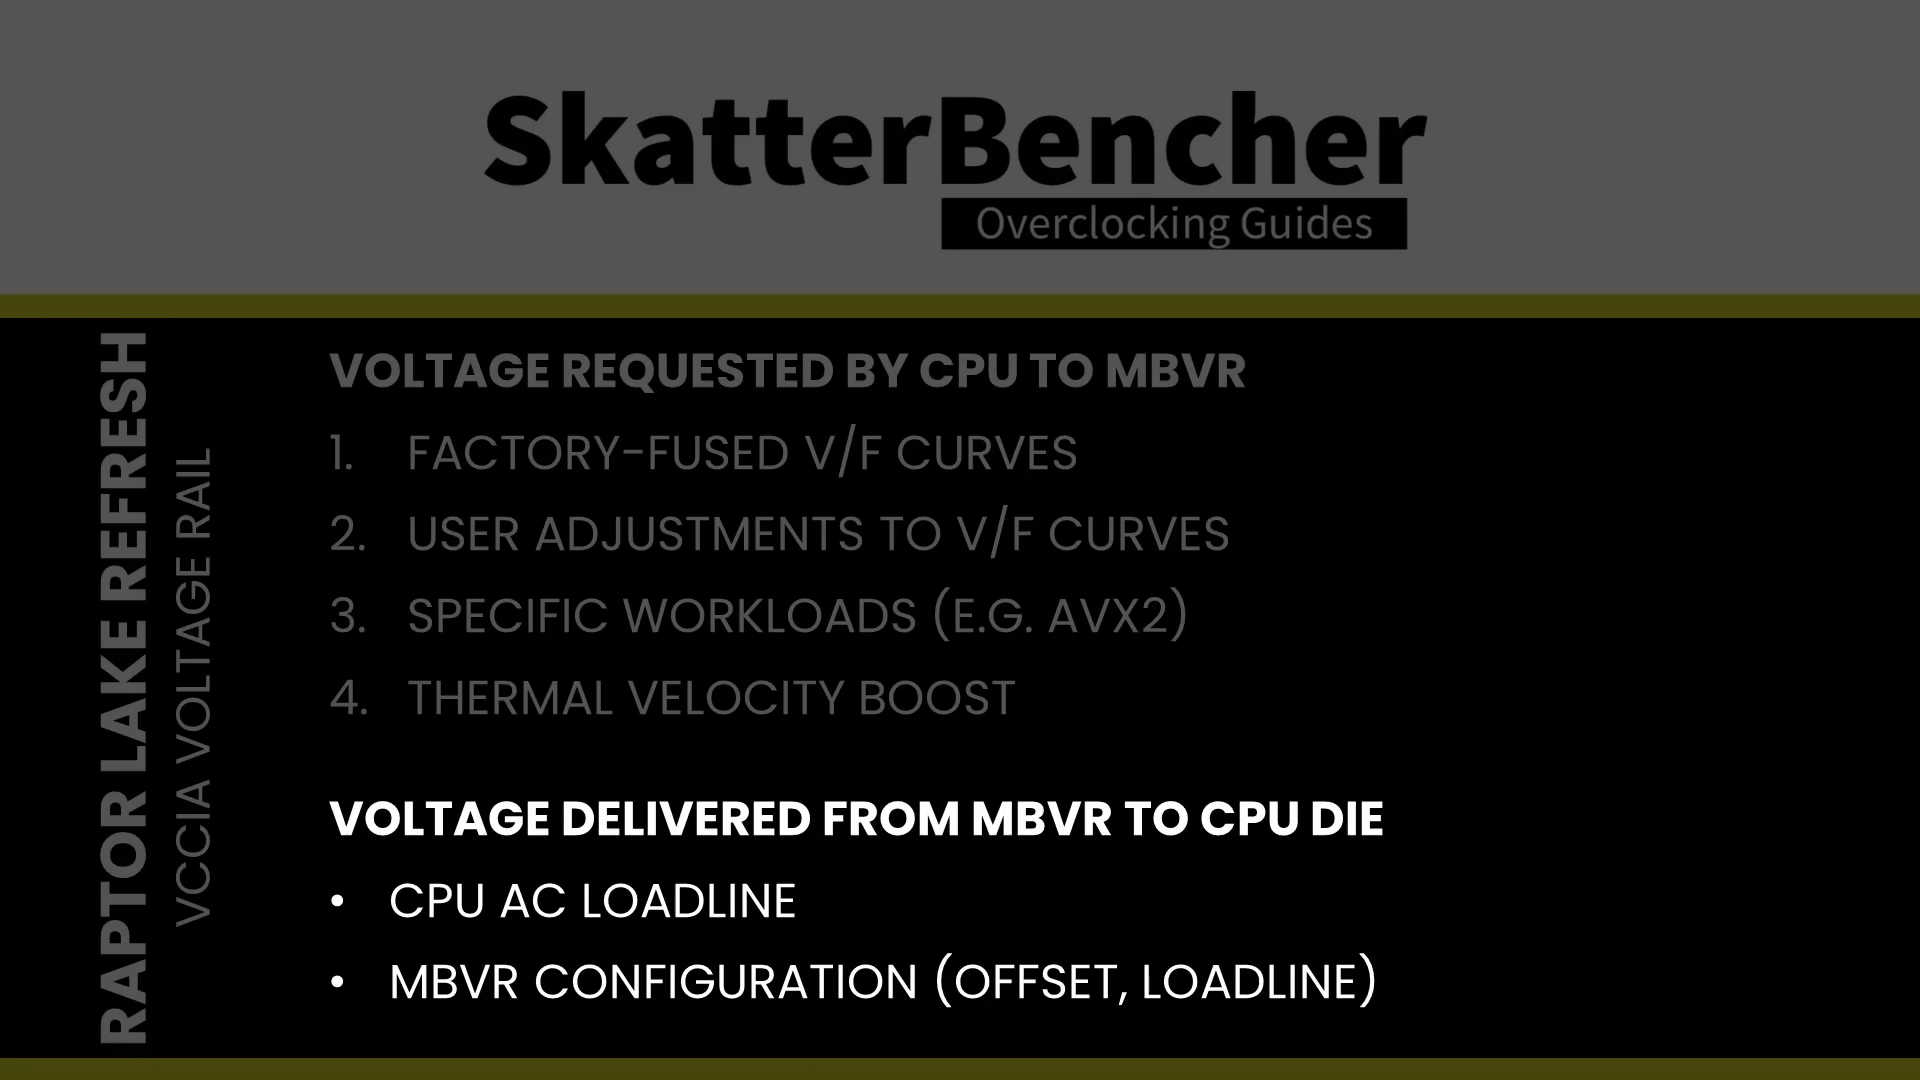 SkatterBencher
Overclocking Guides
RAPTOR LAKE REFRESH
VCCIA VOLTAGE RAIL
VOLTAGE REQUESTED BY CPU TO MBVR
1. FACTORY-FUSED V/F CURVES
2. USER ADJUSTMENTS TO V/F CURVES
3. SPECIFIC WORKLOADS (E.G. AVX2)
4. THERMAL VELOCITY BOOST
VOLTAGE DELIVERED FROM MBVR TO CPU DIE
• CPU AC LOADLINE
• MBVR CONFIGURATION (OFFSET, LOADLINE)